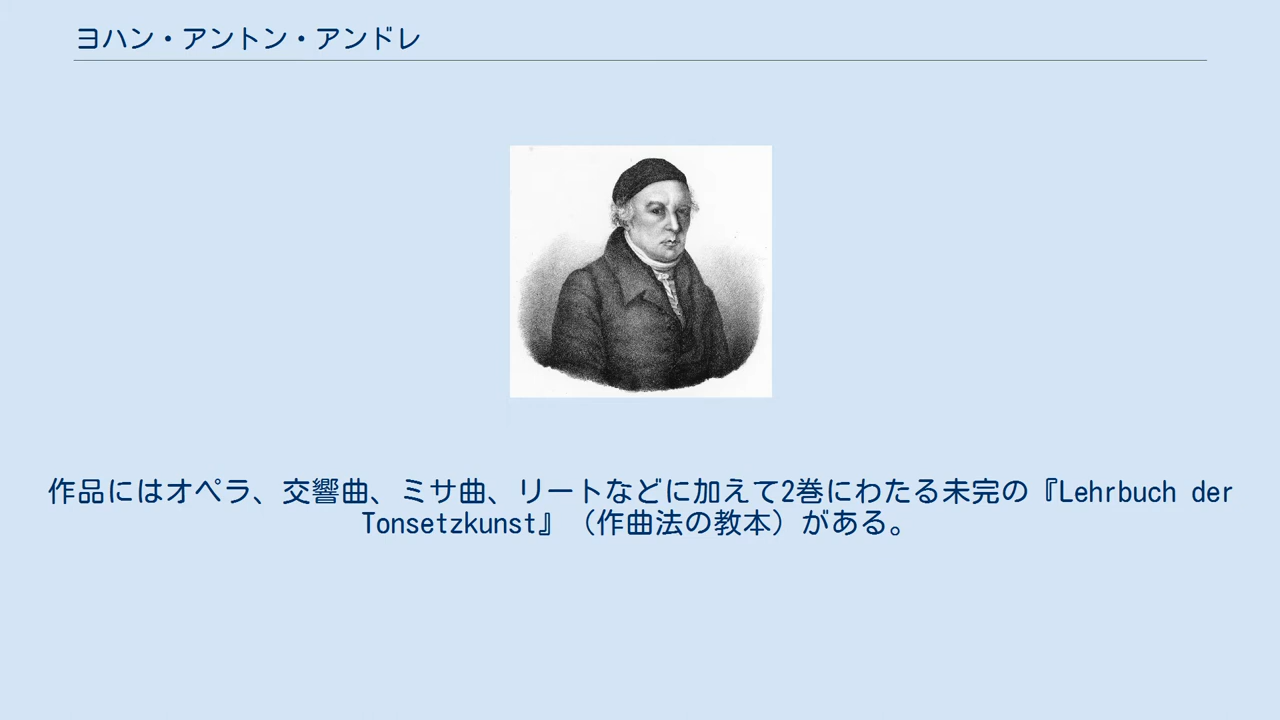 ヨハン・アントン・アンドレ
作品にはオペラ、交響曲、ミサ曲、リートなどに加えて2巻にわたる未完の『Lehrbuch der
Tonsetzkunst』（作曲法の教本）がある。